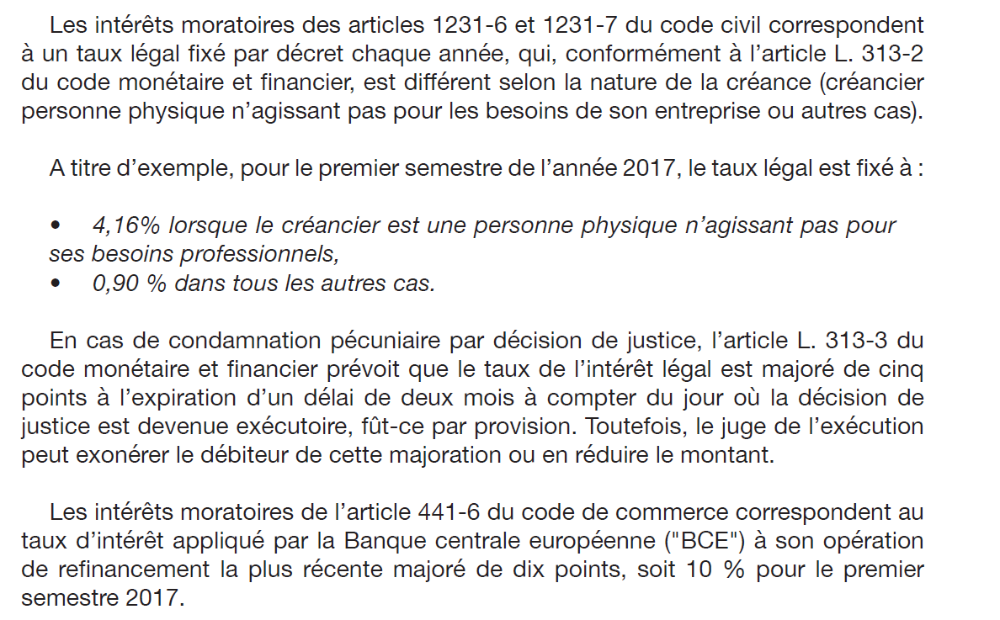 Les intérêts moratoires des articles 1231-6 et 1231-7 du code civil correspondent
à un taux légal fixé par décret chaque année, qui, conformément à l’article L. 313-2
du code monétaire et financier, est différent selon la nature de la créance (créancier
personne physique n’agissant pas pour les besoins de son entreprise ou autres cas).
A titre d’exemple, pour le premier semestre de l’année 2017, le taux légal est fixé à :
• 4,16% lorsque le créancier est une personne physique n’agissant pas pour
ses besoins professionnels,
• 0,90 % dans tous les autres cas.
En cas de condamnation pécuniaire par décision de justice, l’article L. 313-3 du
code monétaire et financier prévoit que le taux de l’intérêt légal est majoré de cinq
points à l’expiration d’un délai de deux mois à compter du jour où la décision de
justice est devenue exécutoire, fût-ce par provision. Toutefois, le juge de l’exécution
peut exonérer le débiteur de cette majoration ou en réduire le montant.
Les intérêts moratoires de l’article 441-6 du code de commerce correspondent au
taux d’intérêt appliqué par la Banque centrale européenne ("BCE") à son opération
de refinancement la plus récente majoré de dix points, soit 10 % pour le premier
semestre 2017.